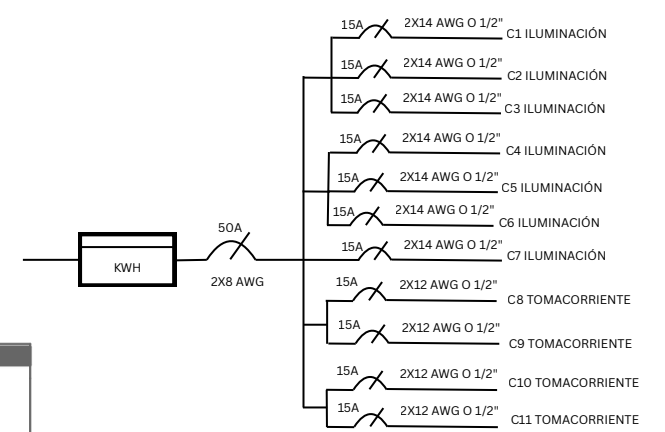 15A 2X14 AWG O 1/2" C1 ILUMINACIÓN
15A 2X14 AWG O 1/2" C2 ILUMINACIÓN
15A 2X14 AWG O 1/2" C3 ILUMINACIÓN
15A 2X14 AWG O 1/2" C4 ILUMINACIÓN
15A 2X14 AWG O 1/2" C5 ILUMINACIÓN
15A 2X14 AWG O 1/2" C6 ILUMINACIÓN
50A
15A 2X14 AWG O 1/2" C7 ILUMINACIÓN
KWH
2X8 AWG
15A 2X12 AWG O 1/2" C8 TOMACORRIENTE
15A 2X12 AWG O 1/2" C9 TOMACORRIENTE
15A 2X12 AWG O 1/2" C10 TOMACORRIENTE
15A 2X12 AWG O 1/2" C11 TOMACORRIENTE